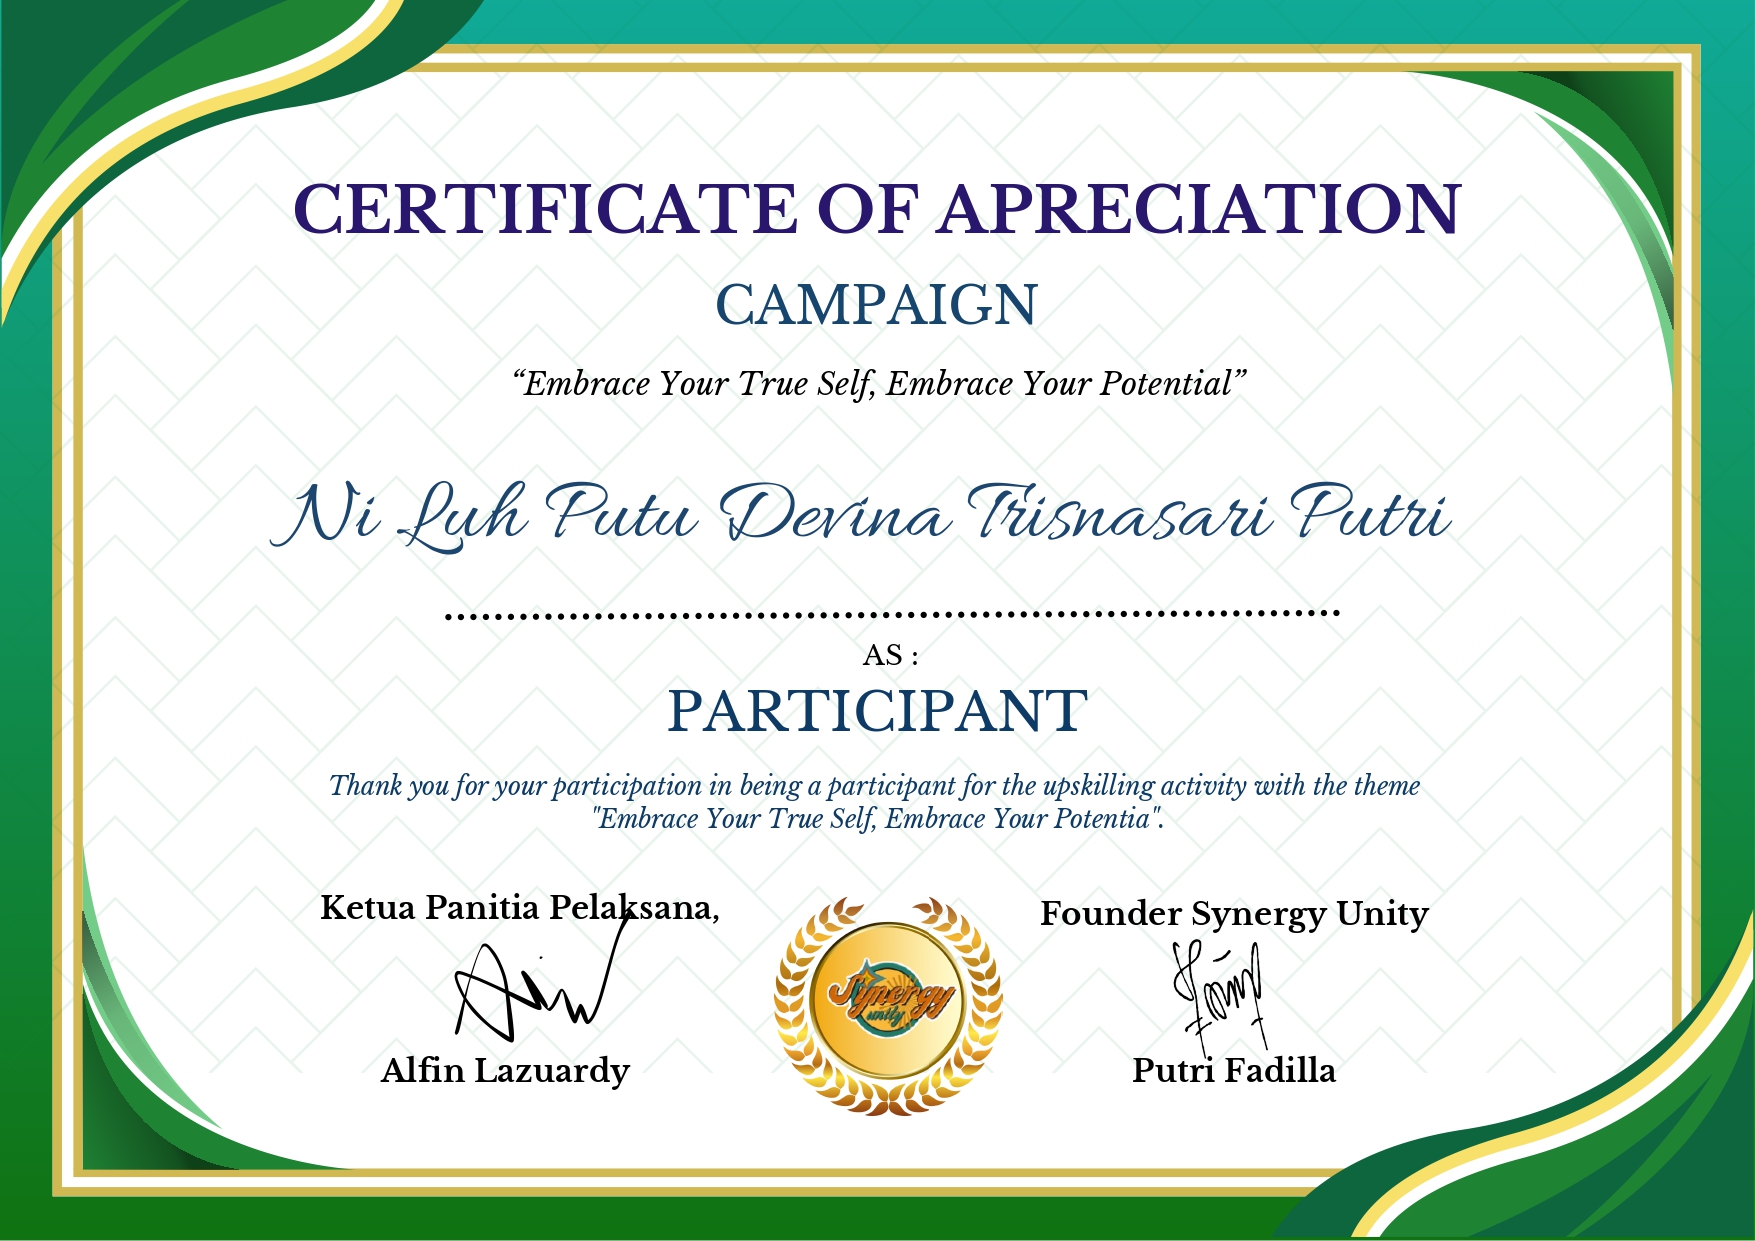 CERTIFICATE OF APRECIATION
CAMPAIGN
“Embrace Your True Self, Embrace Your Potential”
Ni Luh Putu Devina Trisnasari Putri
AS :
PARTICIPANT
Thank you for your participation in being a participant for the upskilling activity with the theme
"Embrace Your True Self, Embrace Your Potentia".
Ketua Panitia Pelaksana,
Founder Synergy Unity
Synergy
unity
Alfin Lazuardy
Putri Fadilla